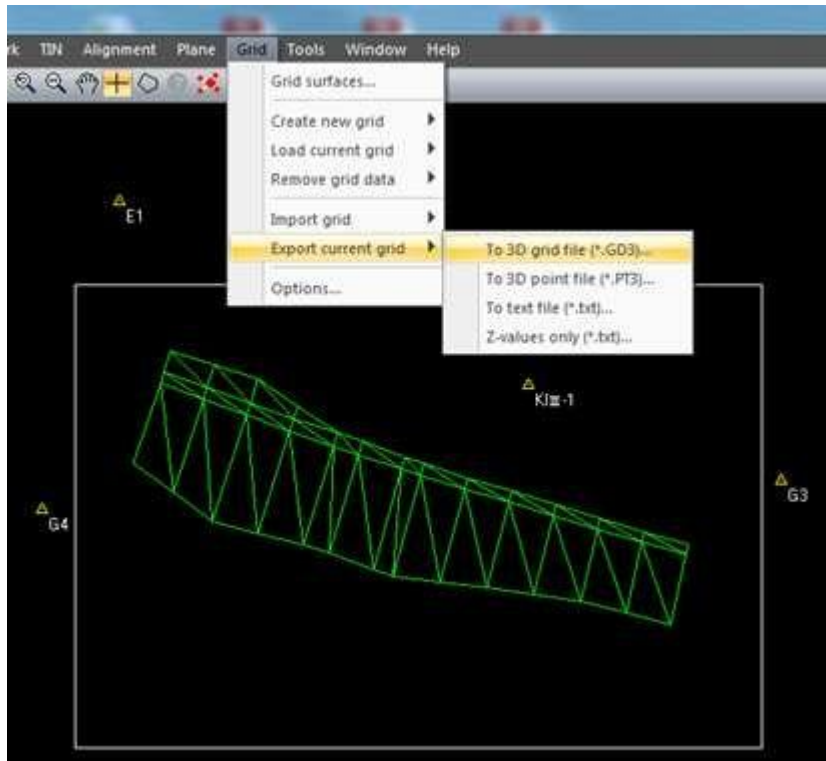 rk TIN Alignment Plane Grid Tools Window Help
Grid surfaces...
Create new grid
Load current grid
Remove grid data
Import grid
Export current grid
Options...
To 3D grid file (*.GD3)...
To 3D point file (*.PT3)...
To text file (*.txt)...
Z-values only (*.txt)...
E1
KJⅲ-1
G3
G4